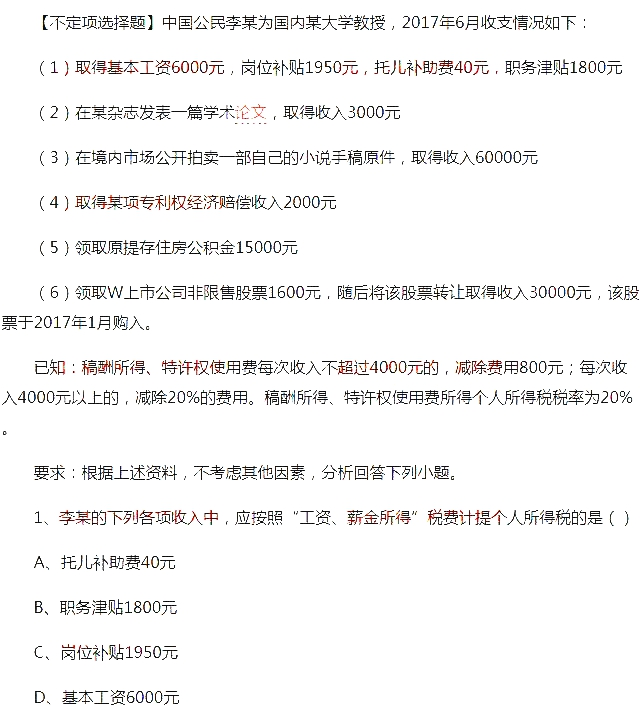 【不定项选择题】中国公民李某为国内某大学教授，2017年6月收支情况如下：
（1）取得基本工资6000元，岗位补贴1950元，托儿补助费40元，职务津贴1800元
（2）在某杂志发表一篇学术论文，取得收入3000元
（3）在境内市场公开拍卖一部自己的小说手稿原件，取得收入60000元
（4）取得某项专利权经济赔偿收入2000元
（5）领取原提存住房公积金15000元
（6）领取W上市公司非限售股票1600元，随后将该股票转让取得收入30000元，该股
票于2017年1月购入。
已知：稿酬所得、特许权使用费每次收入不超过4000元的，减除费用800元；每次收
入4000元以上的，减除20%的费用。稿酬所得、特许权使用费所得个人所得税税率为20%
。
要求：根据上述资料，不考虑其他因素，分析回答下列小题。
1、李某的下列各项收入中，应按照“工资、薪金所得”税费计提个人所得税的是（ ）
A、托儿补助费40元
B、职务津贴1800元
C、岗位补贴1950元
D、基本工资6000元